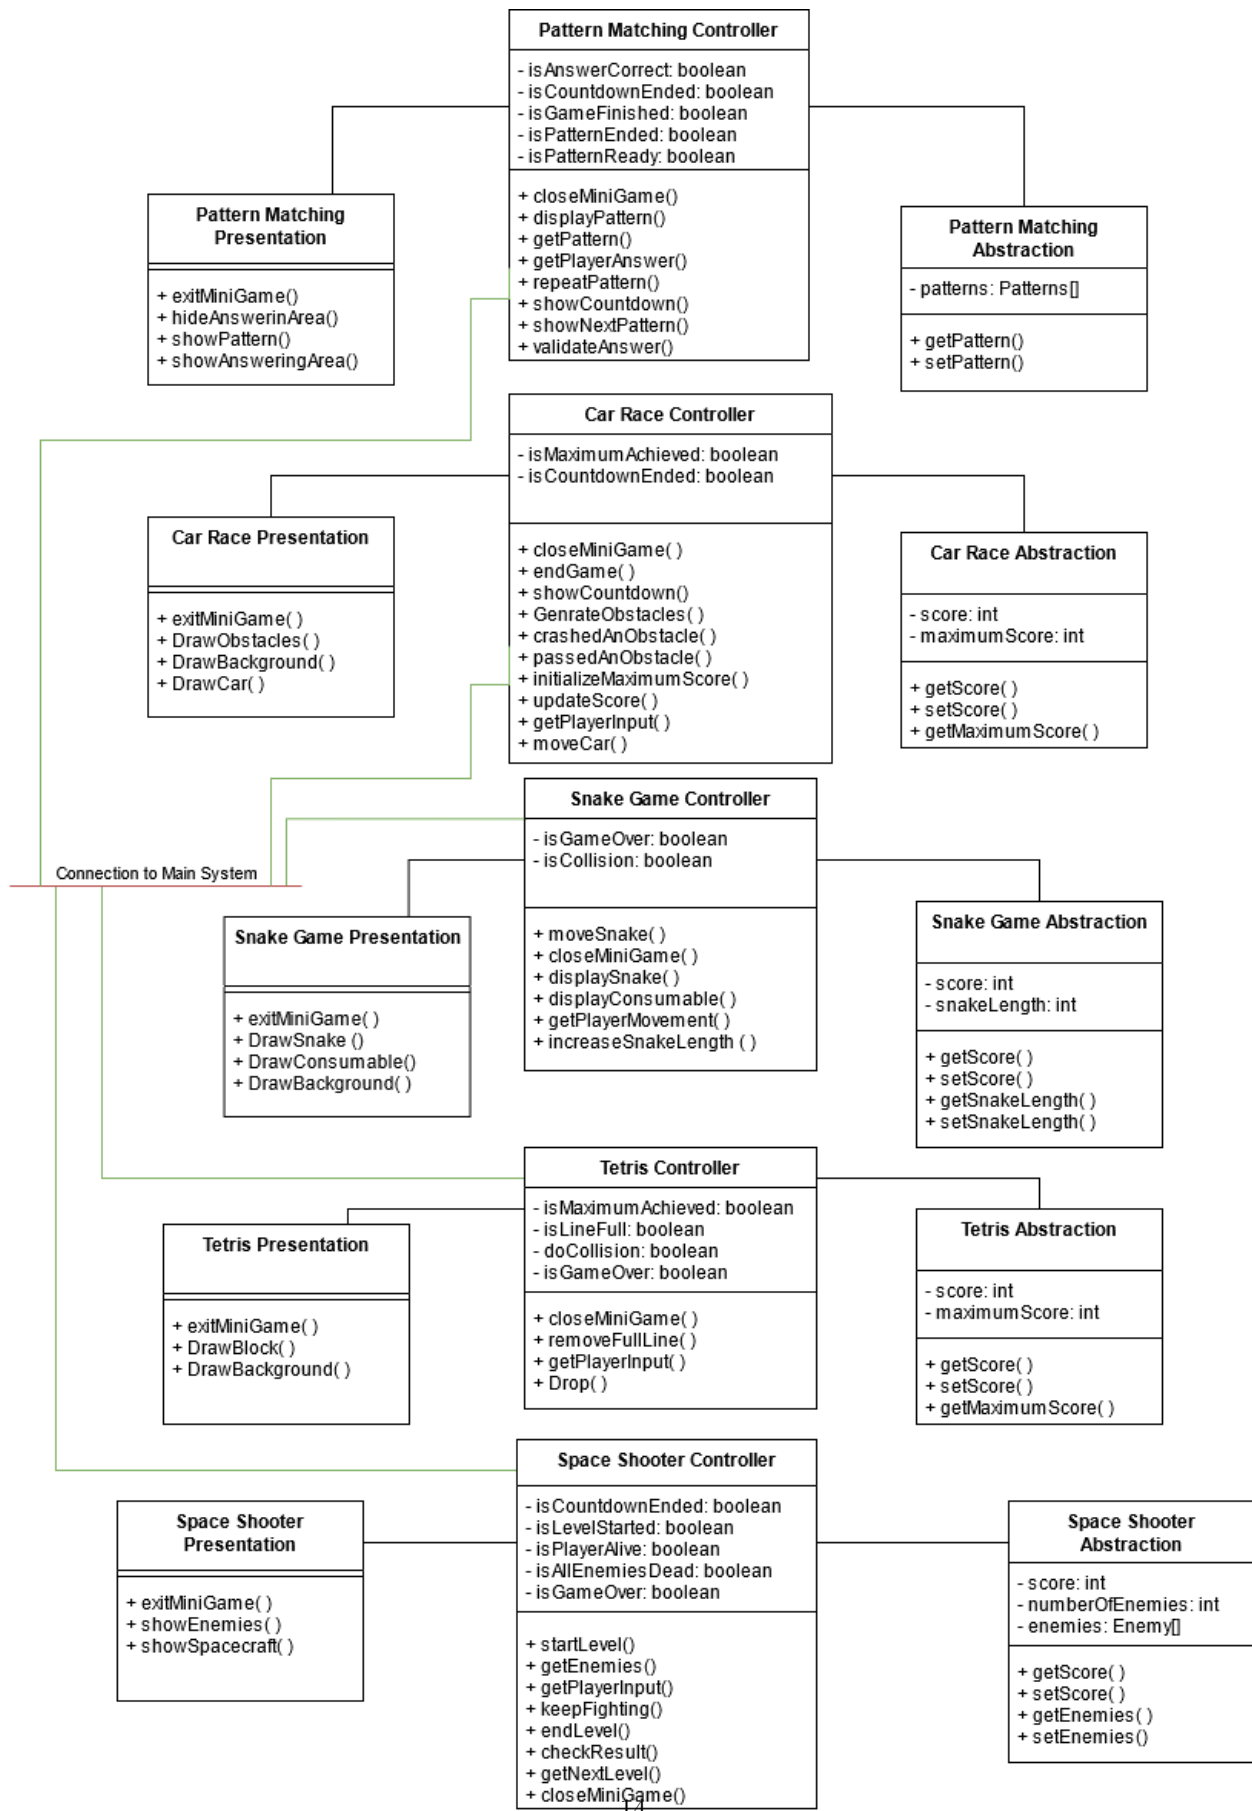 Pattern Matching Controller
- isAnswerCorrect: boolean
- isCountdownEnded: boolean
- isGameFinished: boolean
- isPatternEnded: boolean
- isPatternReady: boolean
+ closeMiniGame()
+ displayPattern()
+ getPattern()
+ getPlayerAnswer()
+ repeatPattern()
+ showCountdown()
+ showNextPattern()
+ validateAnswer()
Pattern Matching
Presentation
+ exitMiniGame()
+ hideAnswerinArea()
+ showPattern()
+ showAnsweringArea()
Pattern Matching
Abstraction
- patterns: Patterns[]
+ getPattern()
+ setPattern()
Car Race Controller
- isMaximumAchieved: boolean
- isCountdownEnded: boolean
+ closeMiniGame( )
+ endGame( )
+ showCountdown()
+ GenrateObstacles( )
+ crashedAnObstacle( )
+ passedAnObstacle( )
+ initializeMaximumScore( )
+ updateScore( )
+ getPlayerInput( )
+ moveCar( )
Car Race Presentation
+ exitMiniGame( )
+ DrawObstacles( )
+ DrawBackground( )
+ DrawCar( )
Car Race Abstraction
- score: int
- maximumScore: int
+ getScore( )
+ setScore( )
+ getMaximumScore( )
Connection to Main System
Snake Game Controller
- isGameOver: boolean
- isCollision: boolean
+ moveSnake( )
+ closeMiniGame( )
+ displaySnake( )
+ displayConsumable( )
+ getPlayerMovement( )
+ increaseSnakeLength ( )
Snake Game Presentation
+ exitMiniGame( )
+ DrawSnake ()
+ DrawConsumable()
+ DrawBackground( )
Snake Game Abstraction
- score: int
- snakeLength: int
+ getScore( )
+ setScore( )
+ getSnakeLength( )
+ setSnakeLength( )
Tetris Controller
- isMaximumAchieved: boolean
- isLineFull: boolean
- doCollision: boolean
- isGameOver: boolean
+ closeMiniGame( )
+ removeFullLine( )
+ getPlayerInput( )
+ Drop( )
Tetris Presentation
+ exitMiniGame( )
+ DrawBlock( )
+ DrawBackground( )
Tetris Abstraction
- score: int
- maximumScore: int
+ getScore( )
+ setScore( )
+ getMaximumScore( )
Space Shooter Controller
- isCountdownEnded: boolean
- isLevelStarted: boolean
- isPlayerAlive: boolean
- isAllEnemiesDead: boolean
- isGameOver: boolean
+ startLevel()
+ getEnemies()
+ getPlayerInput()
+ keepFighting()
+ endLevel()
+ checkResult()
+ getNextLevel()
+ closeMiniGame()
Space Shooter
Presentation
+ exitMiniGame( )
+ showEnemies( )
+ showSpacecraft( )
Space Shooter
Abstraction
- score: int
- numberOfEnemies: int
- enemies: Enemy[]
+ getScore( )
+ setScore( )
+ getEnemies( )
+ setEnemies()